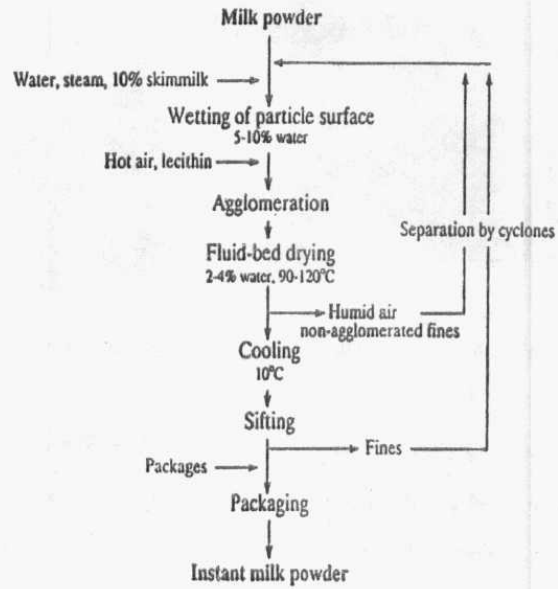 Milk powder
Water, steam, 10% skimmilk
Wetting of particle surface
5-10% water
Hot air, lecithin
Agglomeration
Separation by cyclones
Fluid-bed drying
2-4% water, 90-120°C
Humid air
non-agglomerated fines
Cooling
10°C
Sifting
Fines
Packages
Packaging
Instant milk powder